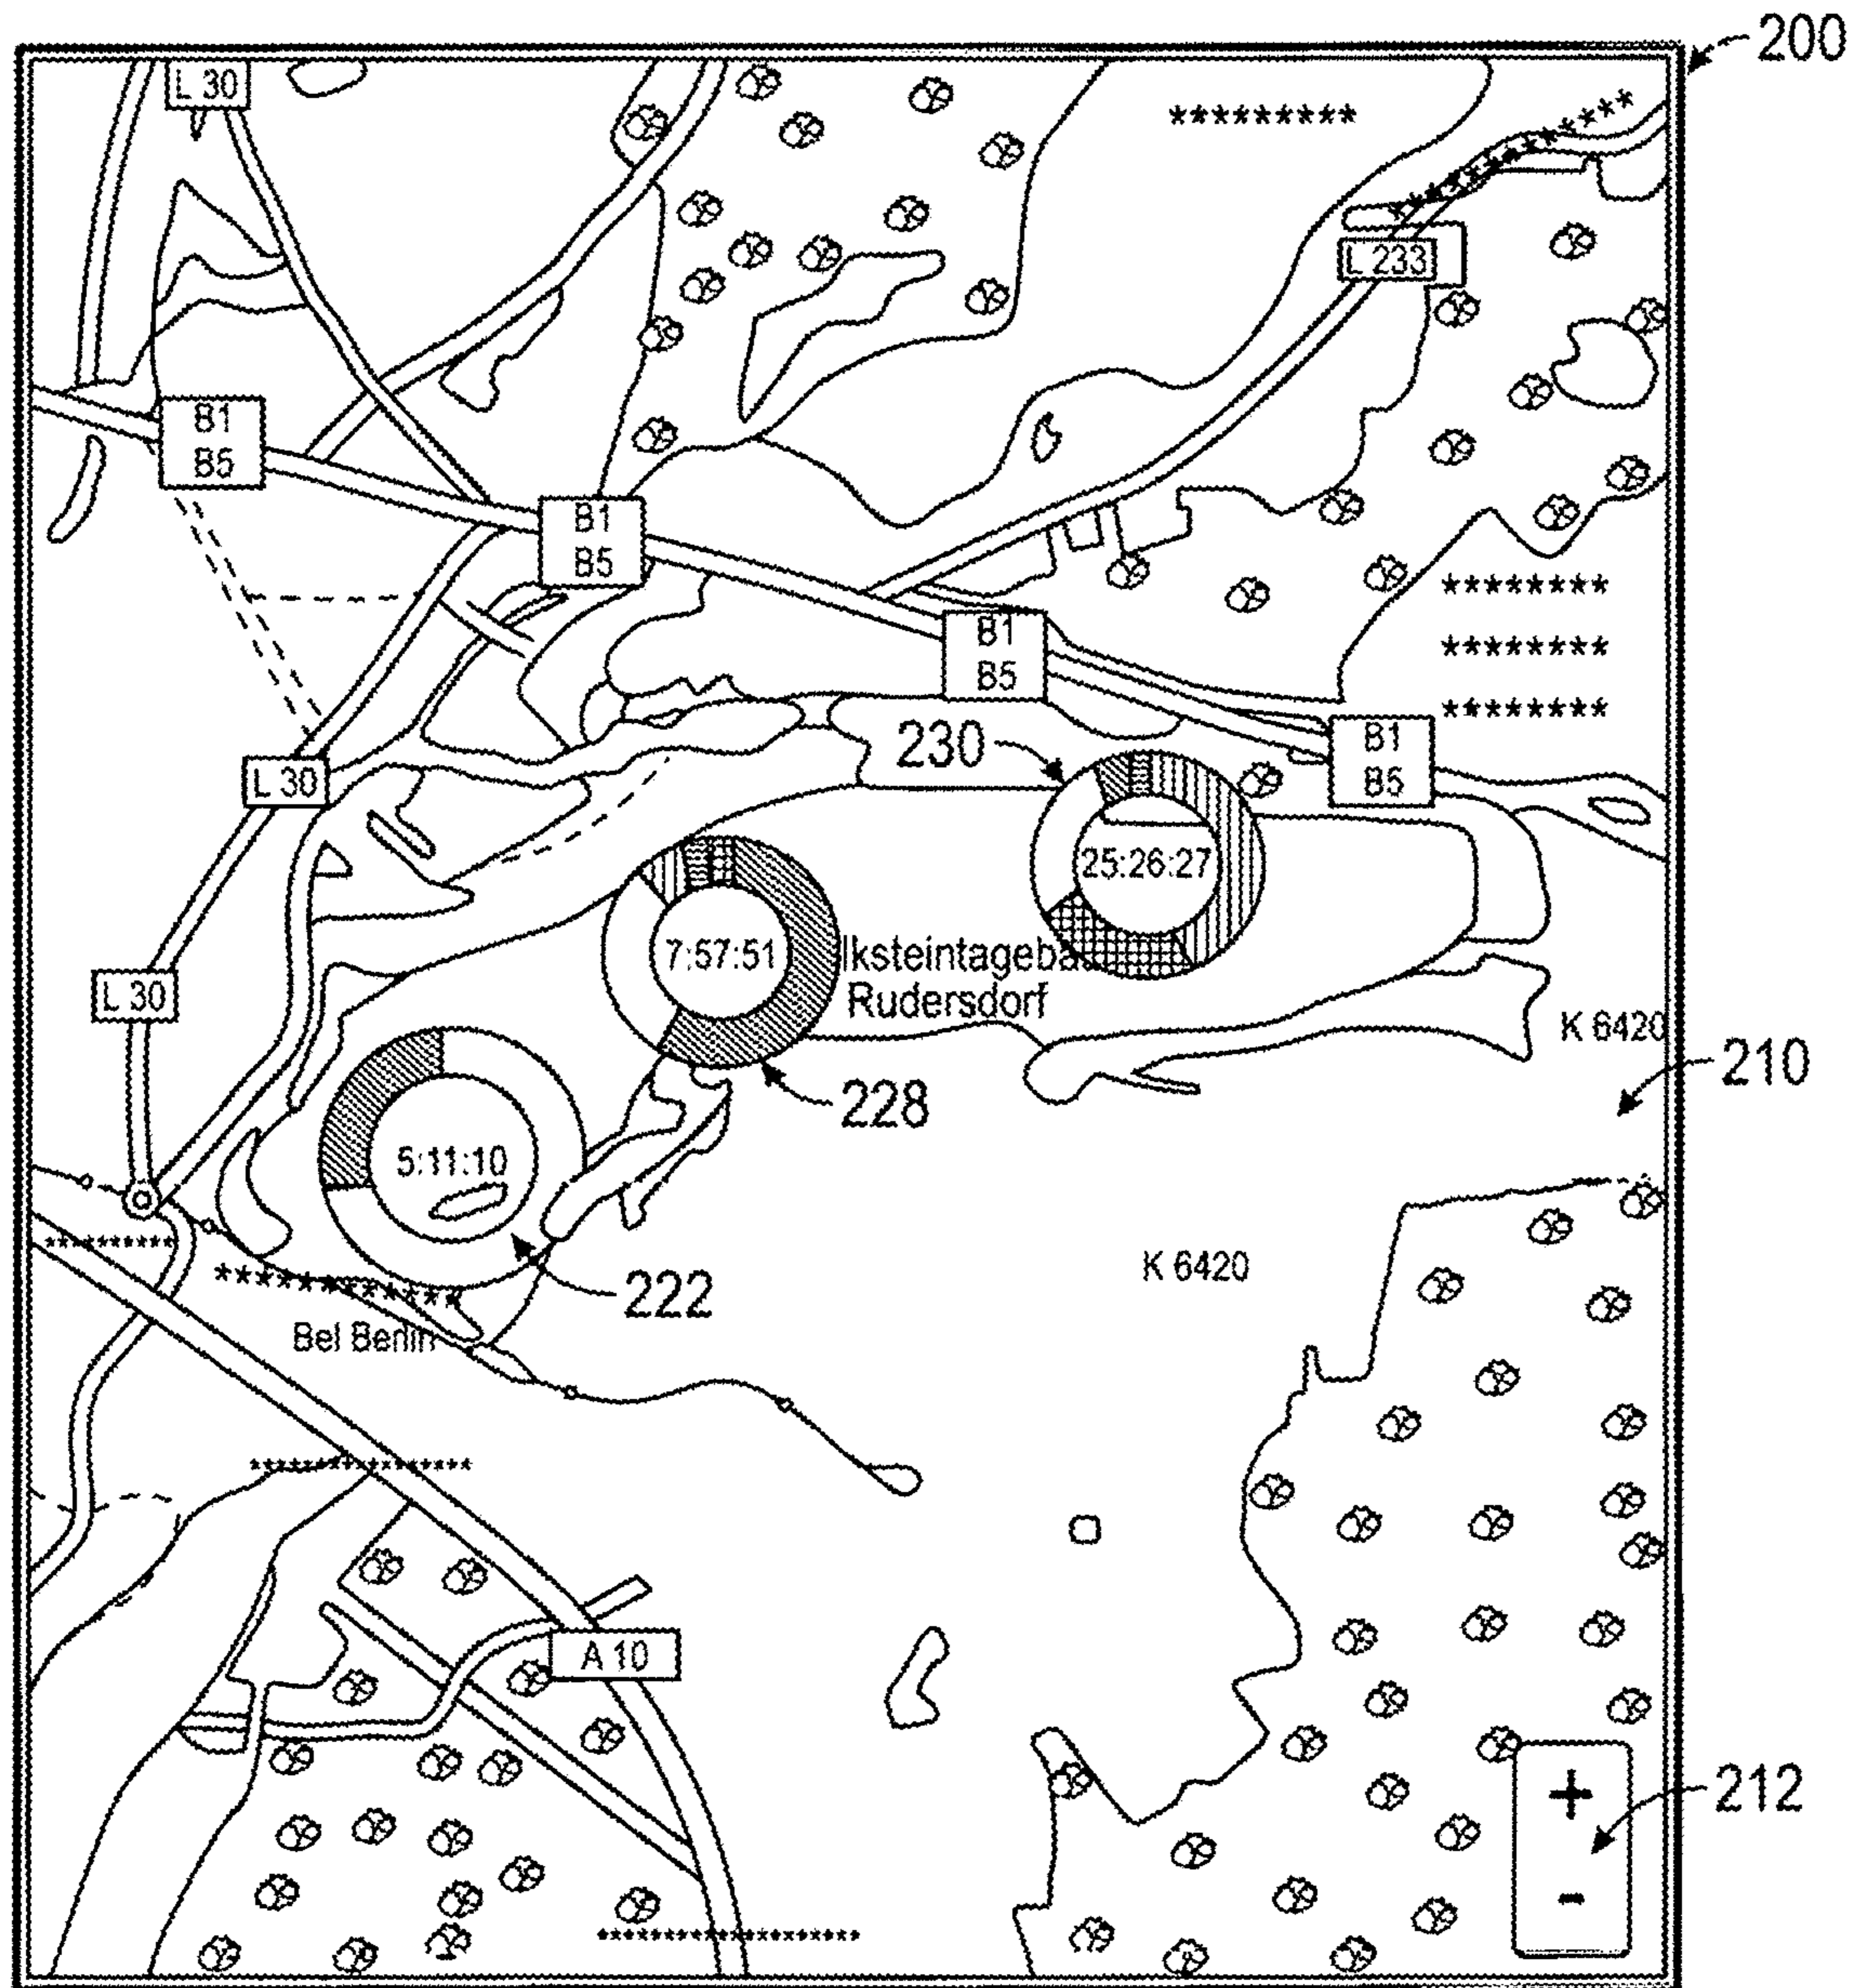 200
L 30
*********
L 233
B1
B5
B1
B5
********
********
********
B1
B5
230
B1
B5
L 30
25:26:27
7:57:51
lksteintageba
Rudersdorf
L 30
K 6420
210
228
5:11:10
K 6420
222
Bel Berlin
A 10
+
212
-